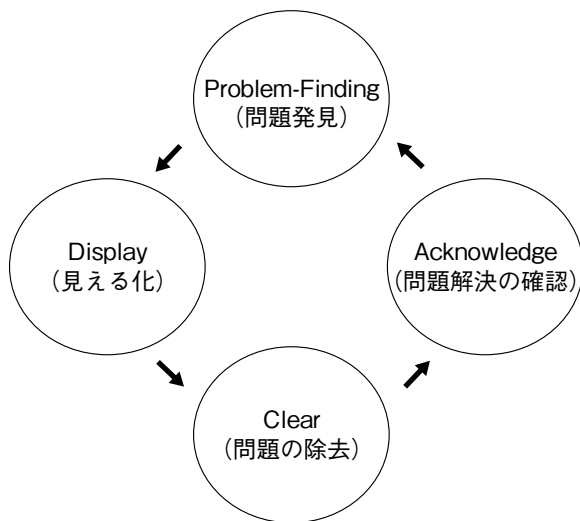 Problem-Finding
（問題発見）
Display
（見える化）
Acknowledge
（問題解決の確認）
Clear
（問題の除去）